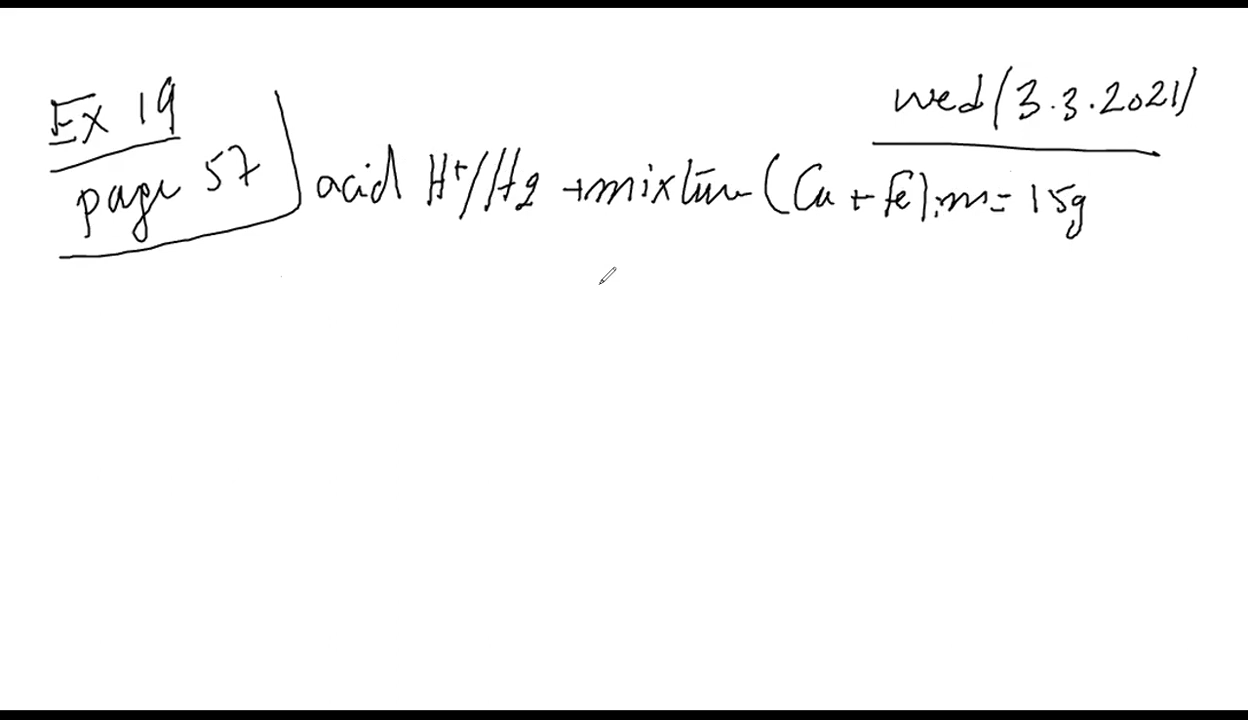 Ex 19
wed (3.3.2021)
page 57) acid H⁺/H2 + mixture (Cu + Fe), m = 15g